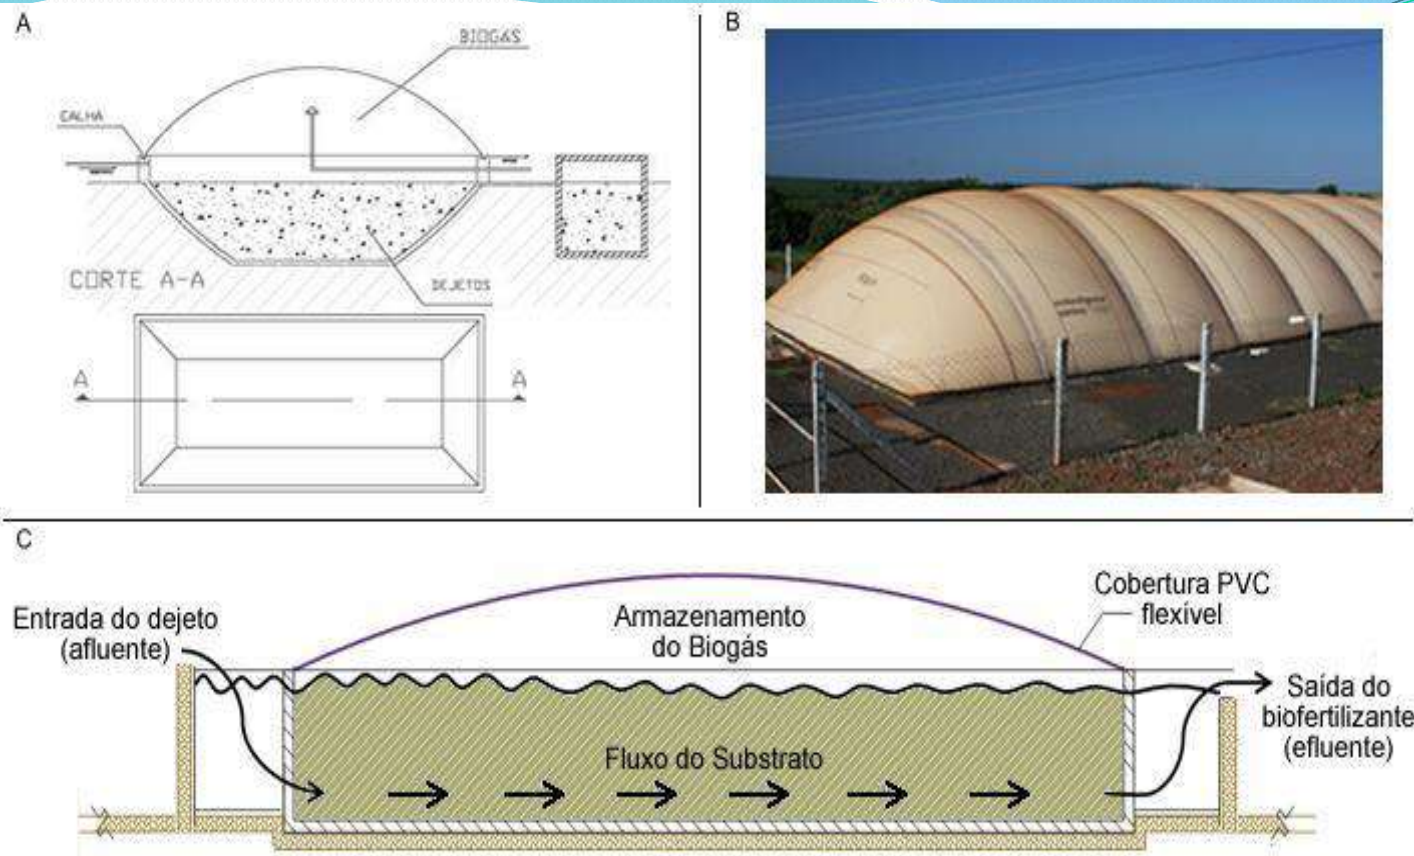 A
BIOGÁS
CALHA
CORTE A-A
DEJETOS
A
A
B
C
Entrada do dejeto
(afluente)
Armazenamento
do Biogás
Cobertura PVC
flexível
Fluxo do Substrato
Saída do
biofertilizante
(efluente)